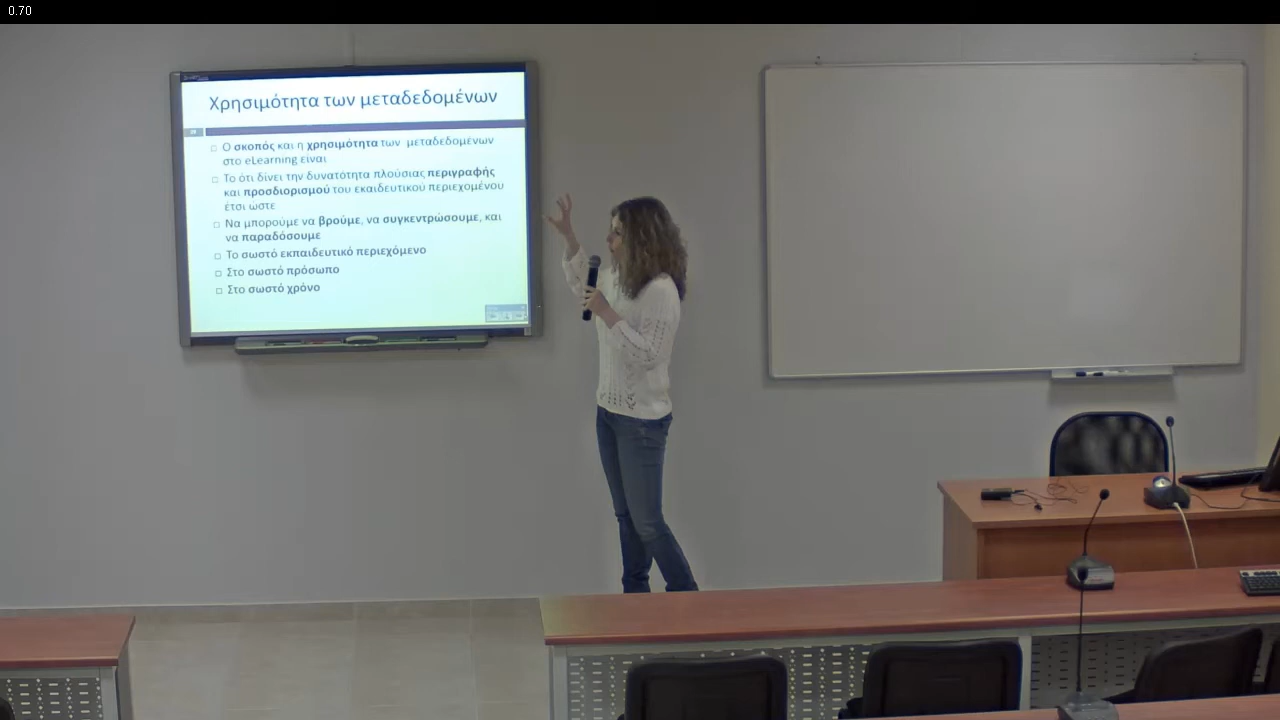 0.70
Χρησιμότητα των μεταδεδομένων
Ο σκοπός και η χρησιμότητα των μεταδεδομένων
στο eLearning είναι
Το ότι δίνει την δυνατότητα πλούσιας περιγραφής
και προσδιορισμού του εκαιδευτικού περιεχομένου
έτσι ωστε
Να μπορούμε να βρούμε, να συγκεντρώσουμε, και
να παραδόσουμε
Το σωστό εκπαιδευτικό περιεχόμενο
Στο σωστό πρόσωπο
Στο σωστό χρόνο